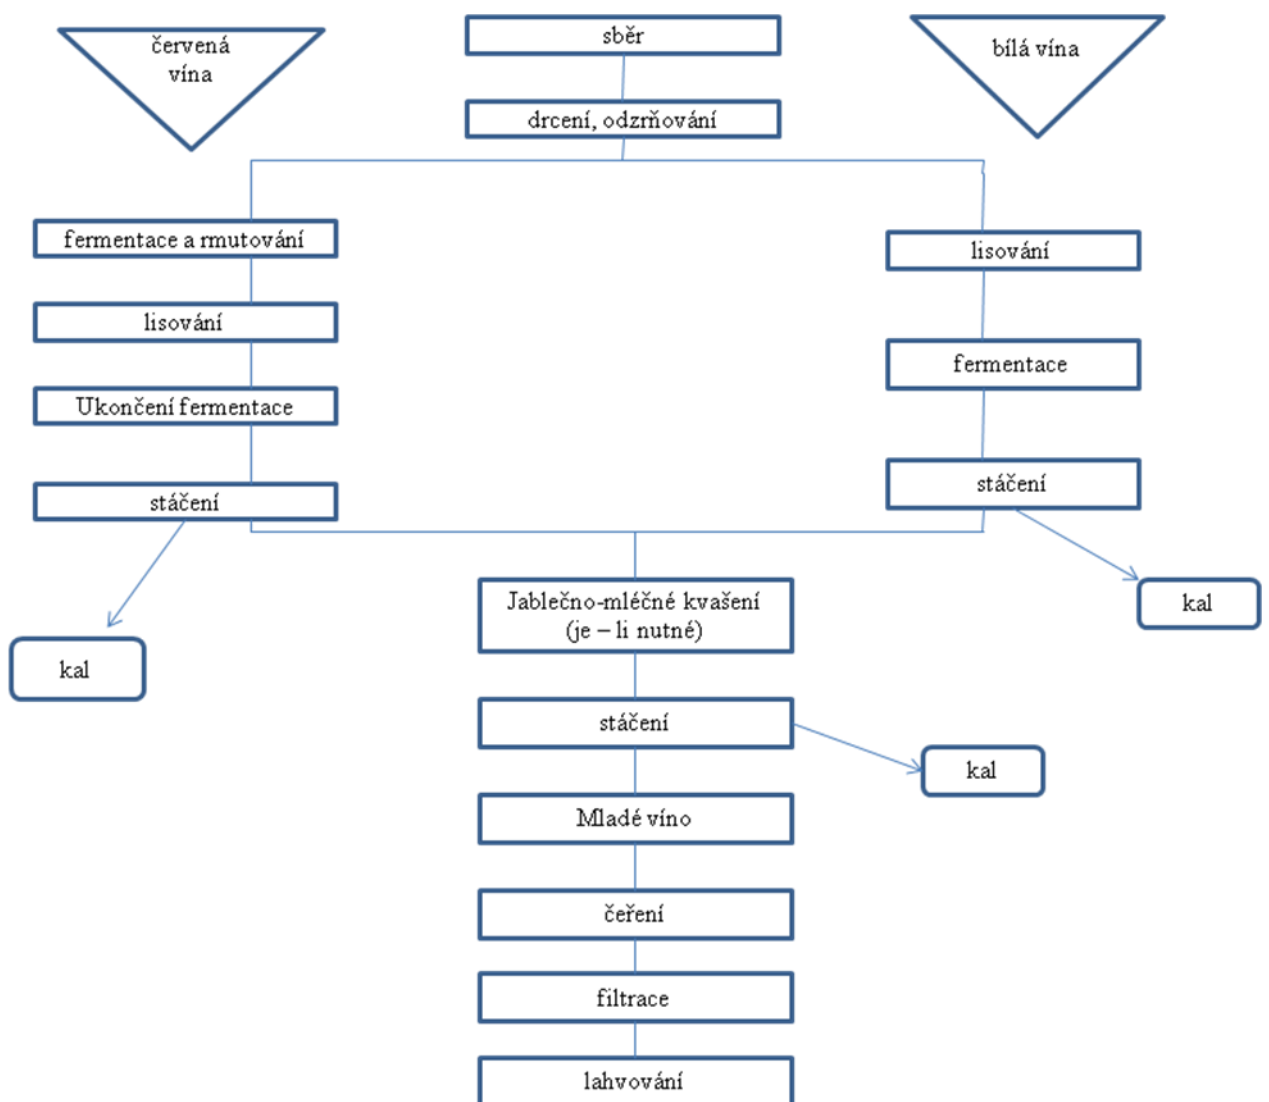 červená
vína
sběr
bílá vína
drcení, odzrňování
fermentace a rmutování
lisování
lisování
fermentace
Ukončení fermentace
stáčení
stáčení
Jablečno-mléčné kvašení
(je – li nutné)
kal
kal
stáčení
kal
Mladé víno
čeření
filtrace
lahvování